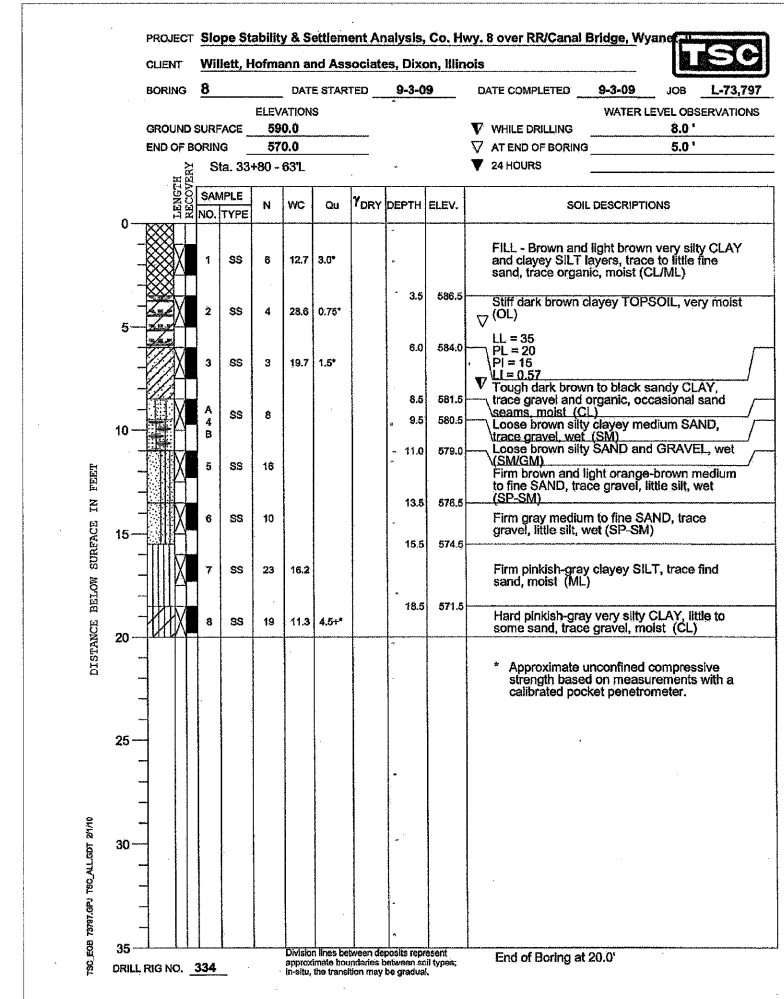 PROJECT Slope Stability & Settlement Analysis, Co. Hwy. 8 over RR/Canal Bridge, Wyanet
TSC
CLIENT Willett, Hofmann and Associates, Dixon, Illinois
BORING 8 DATE STARTED 9-3-09 DATE COMPLETED 9-3-09 JOB L-73,797
ELEVATIONS WATER LEVEL OBSERVATIONS
GROUND SURFACE 590.0 WHILE DRILLING 8.0 '
END OF BORING 570.0 AT END OF BORING 5.0 '
Sta. 33+80 - 63'L 24 HOURS
LENGTH
RECOVERY
SAMPLE
NO. TYPE N WC Qu γDRY DEPTH ELEV. SOIL DESCRIPTIONS
0
FILL - Brown and light brown very silty CLAY
1 SS 6 12.7 3.0* and clayey SILT layers, trace to little fine
sand, trace organic, moist (CL/ML)
3.5 586.5
Stiff dark brown clayey TOPSOIL, very moist
2 SS 4 28.6 0.75* (OL)
5
LL = 35
6.0 584.0 PL = 20
3 SS 3 19.7 1.5* PI = 15
LI = 0.57
Tough dark brown to black sandy CLAY,
8.5 581.5 trace gravel and organic, occasional sand
seams, moist (CL)
A
4 SS 8
B
9.5 580.5 Loose brown silty clayey medium SAND,
10 trace gravel, wet (SM)
11.0 579.0 Loose brown silty SAND and GRAVEL, wet
(SM/GM)
5 SS 16 Firm brown and light orange-brown medium
to fine SAND, trace gravel, little silt, wet
13.5 576.5 (SP-SM)
6 SS 10 Firm gray medium to fine SAND, trace
gravel, little silt, wet (SP-SM)
15
15.5 574.5
7 SS 23 16.2 Firm pinkish-gray clayey SILT, trace find
sand, moist (ML)
18.5 571.5
8 SS 19 11.3 4.5+* Hard pinkish-gray very silty CLAY, little to
some sand, trace gravel, moist (CL)
20
* Approximate unconfined compressive
strength based on measurements with a
calibrated pocket penetrometer.
25
30
35
DISTANCE BELOW SURFACE IN FEET
TSC_EOB 73797.GPJ TSC_ALL.GDT 2/1/10
DRILL RIG NO. 334
Division lines between deposits represent
approximate boundaries between soil types;
in-situ, the transition may be gradual.
End of Boring at 20.0'